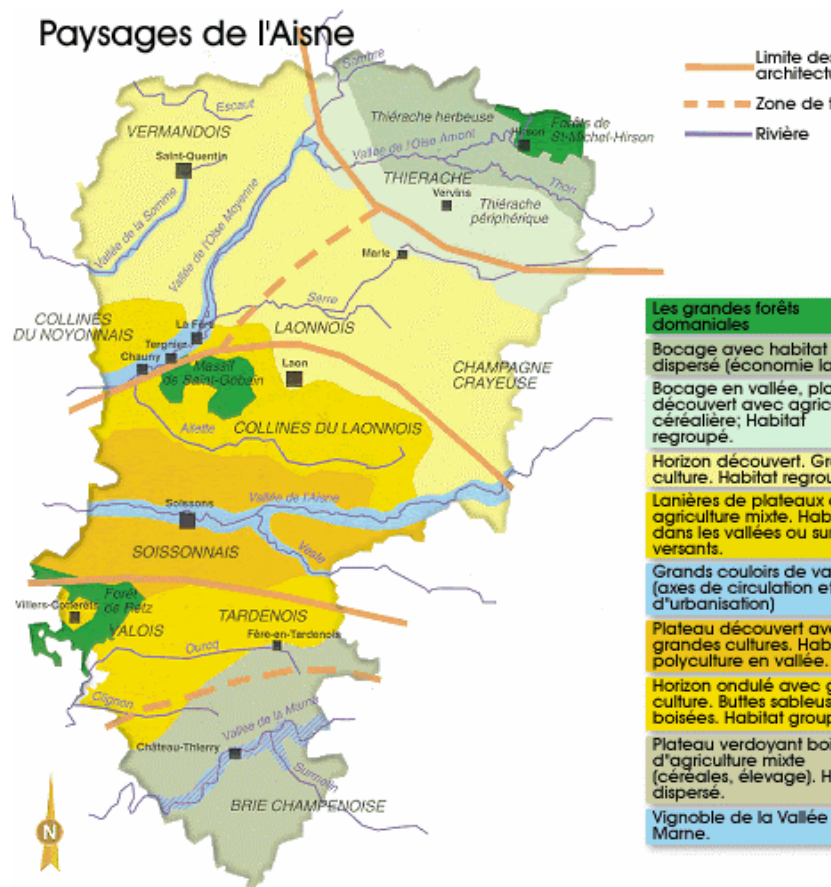 Paysages de l'Aisne
Limite des
architectu
Zone de t
Rivière
Sambre
Escaut
Thiérache herbeuse
Forêts de
St-Michel-Hirson
Hirson
VERMANDOIS
Vallée de l'Oise Amont
Saint-Quentin
THIERACHE
Thon
Vervins
Thiérache
périphérique
Vallée de la Somme
Vallée de l'Oise Moyenne
Marle
Serre
COLLINES
DU NOYONNAIS
La Fère
LAONNOIS
Tergnier
Chauny
Massif
de Saint-Gobain
Laon
CHAMPAGNE
CRAYEUSE
Ailette
COLLINES DU LAONNOIS
Vallée de l'Aisne
Soissons
Vesle
SOISSONNAIS
Forêt
de Retz
Villers-Cotterêts
VALOIS
TARDENOIS
Fère-en-Tardenois
Ourcq
Clignon
Vallée de la Marne
Château-Thierry
Surmelin
BRIE CHAMPENOISE
N
Les grandes forêts
domaniales
Bocage avec habitat
dispersé (économie la
Bocage en vallée, pla
découvert avec agric
céréalière; Habitat
regroupé.
Horizon découvert. Gr
culture. Habitat regrou
Lanières de plateaux
agriculture mixte. Hab
dans les vallées ou sur
versants.
Grands couloirs de va
(axes de circulation et
d'urbanisation)
Plateau découvert ave
grandes cultures. Hab
polyculture en vallée.
Horizon ondulé avec g
culture. Buttes sableus
boisées. Habitat group
Plateau verdoyant boi
d'agriculture mixte
(céréales, élevage). H
dispersé.
Vignoble de la Vallée
Marne.